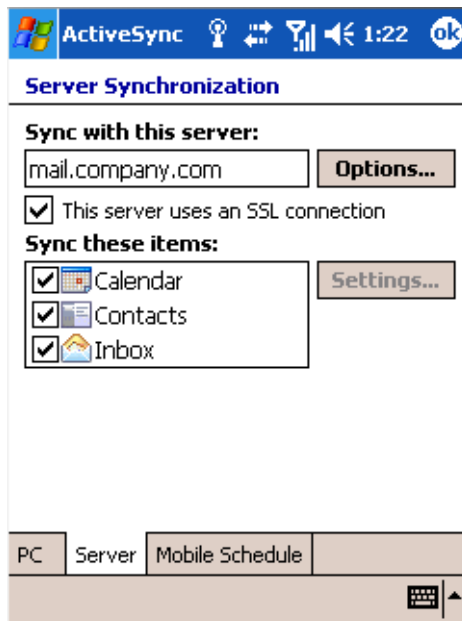 ActiveSync 1:22 ok
Server Synchronization
Sync with this server:
mail.company.com Options...
This server uses an SSL connection
Sync these items:
Calendar Settings...
Contacts
Inbox
PC Server Mobile Schedule